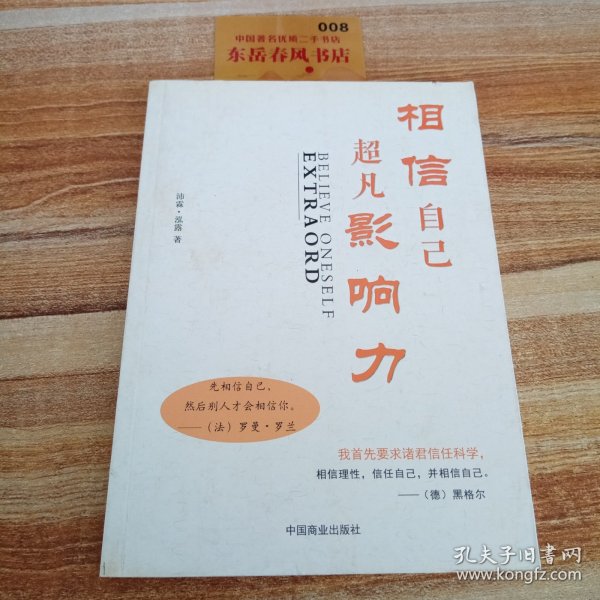 008
中国著名优质二手书店
东岳春风书店
相信自己
超凡影响力
BELIEVE ONESELF
EXTRAORD
沛霖·泓露 著
先相信自己，
然后别人才会相信你。
——（法）罗曼·罗兰
我首先要求诸君信任科学，
相信理性，信任自己，并相信自己。
——（德）黑格尔
中国商业出版社
孔夫子旧书网
www.kongfz.com